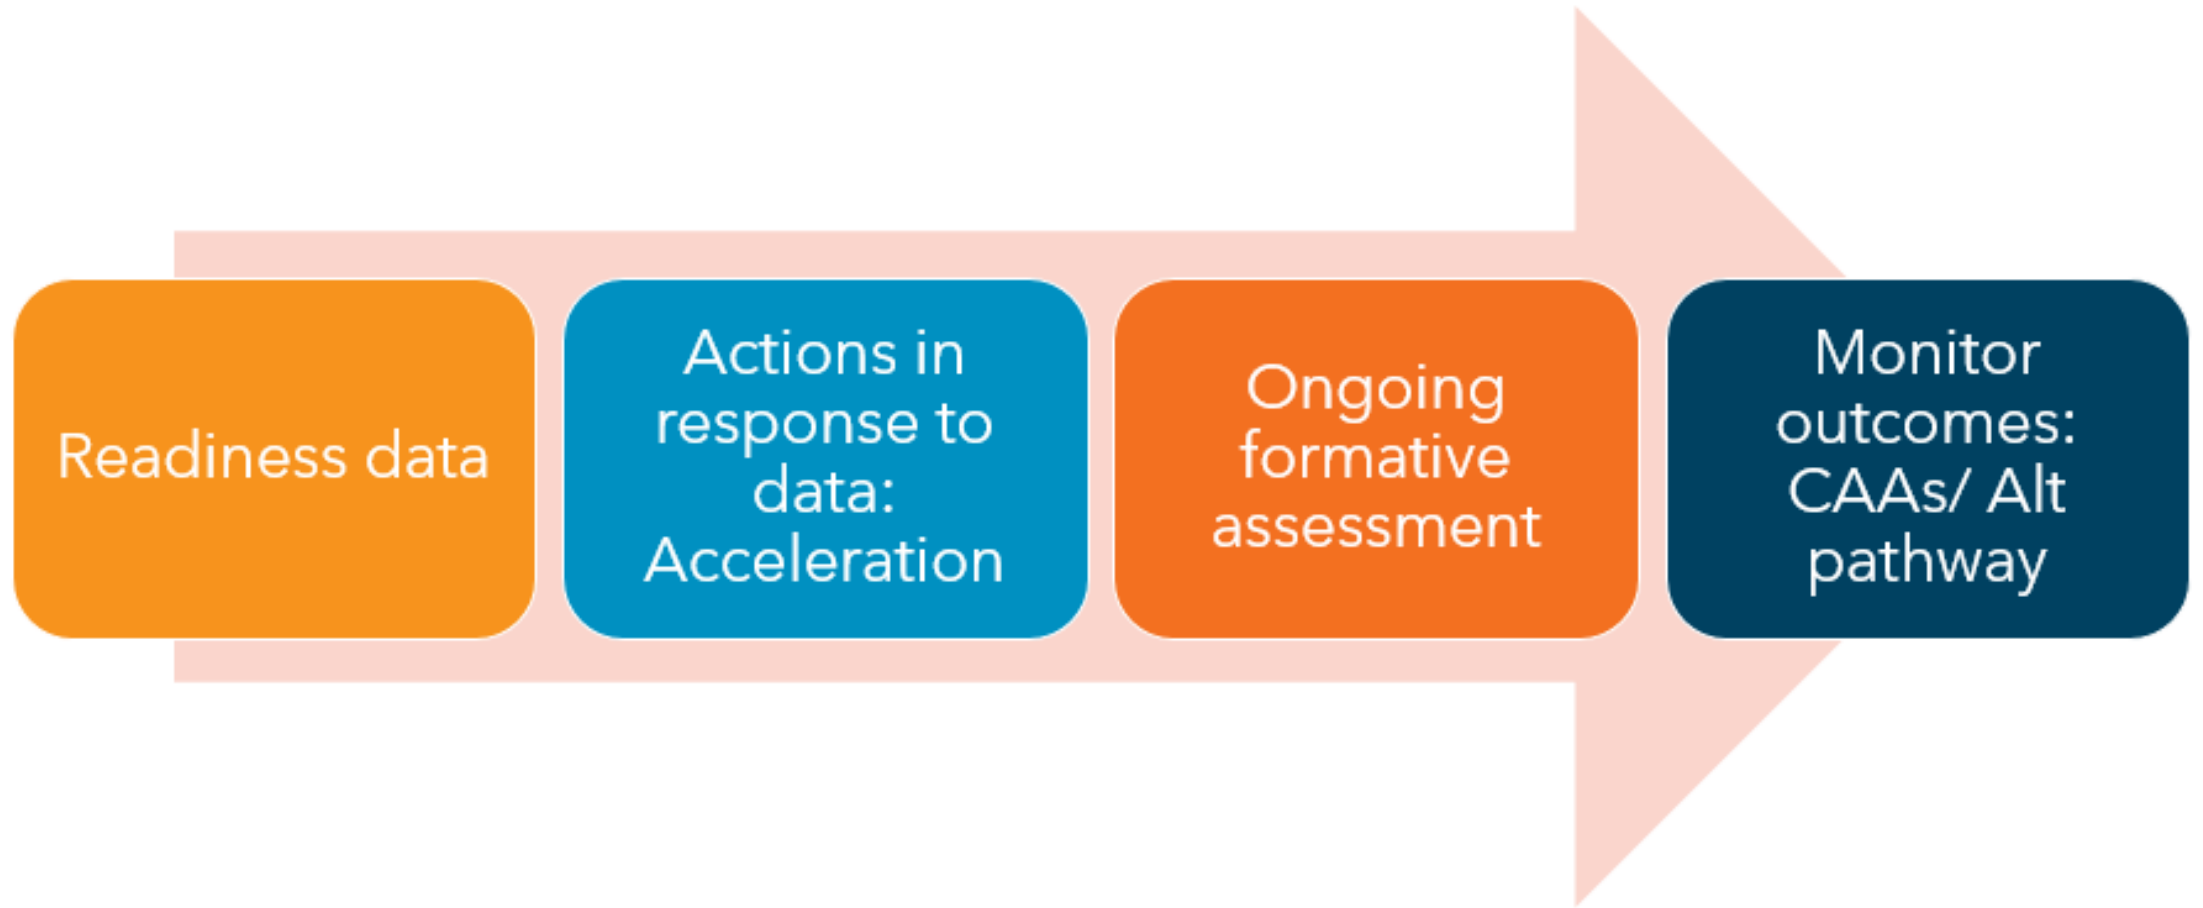 Readiness data
Actions in
response to
data:
Acceleration
Ongoing
formative
assessment
Monitor
outcomes:
CAAs/ Alt
pathway